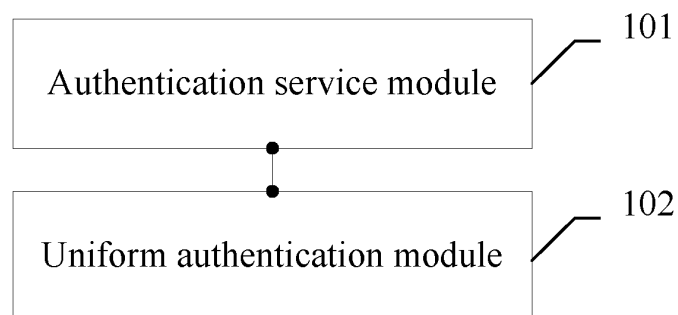 101
Authentication service module
102
Uniform authentication module